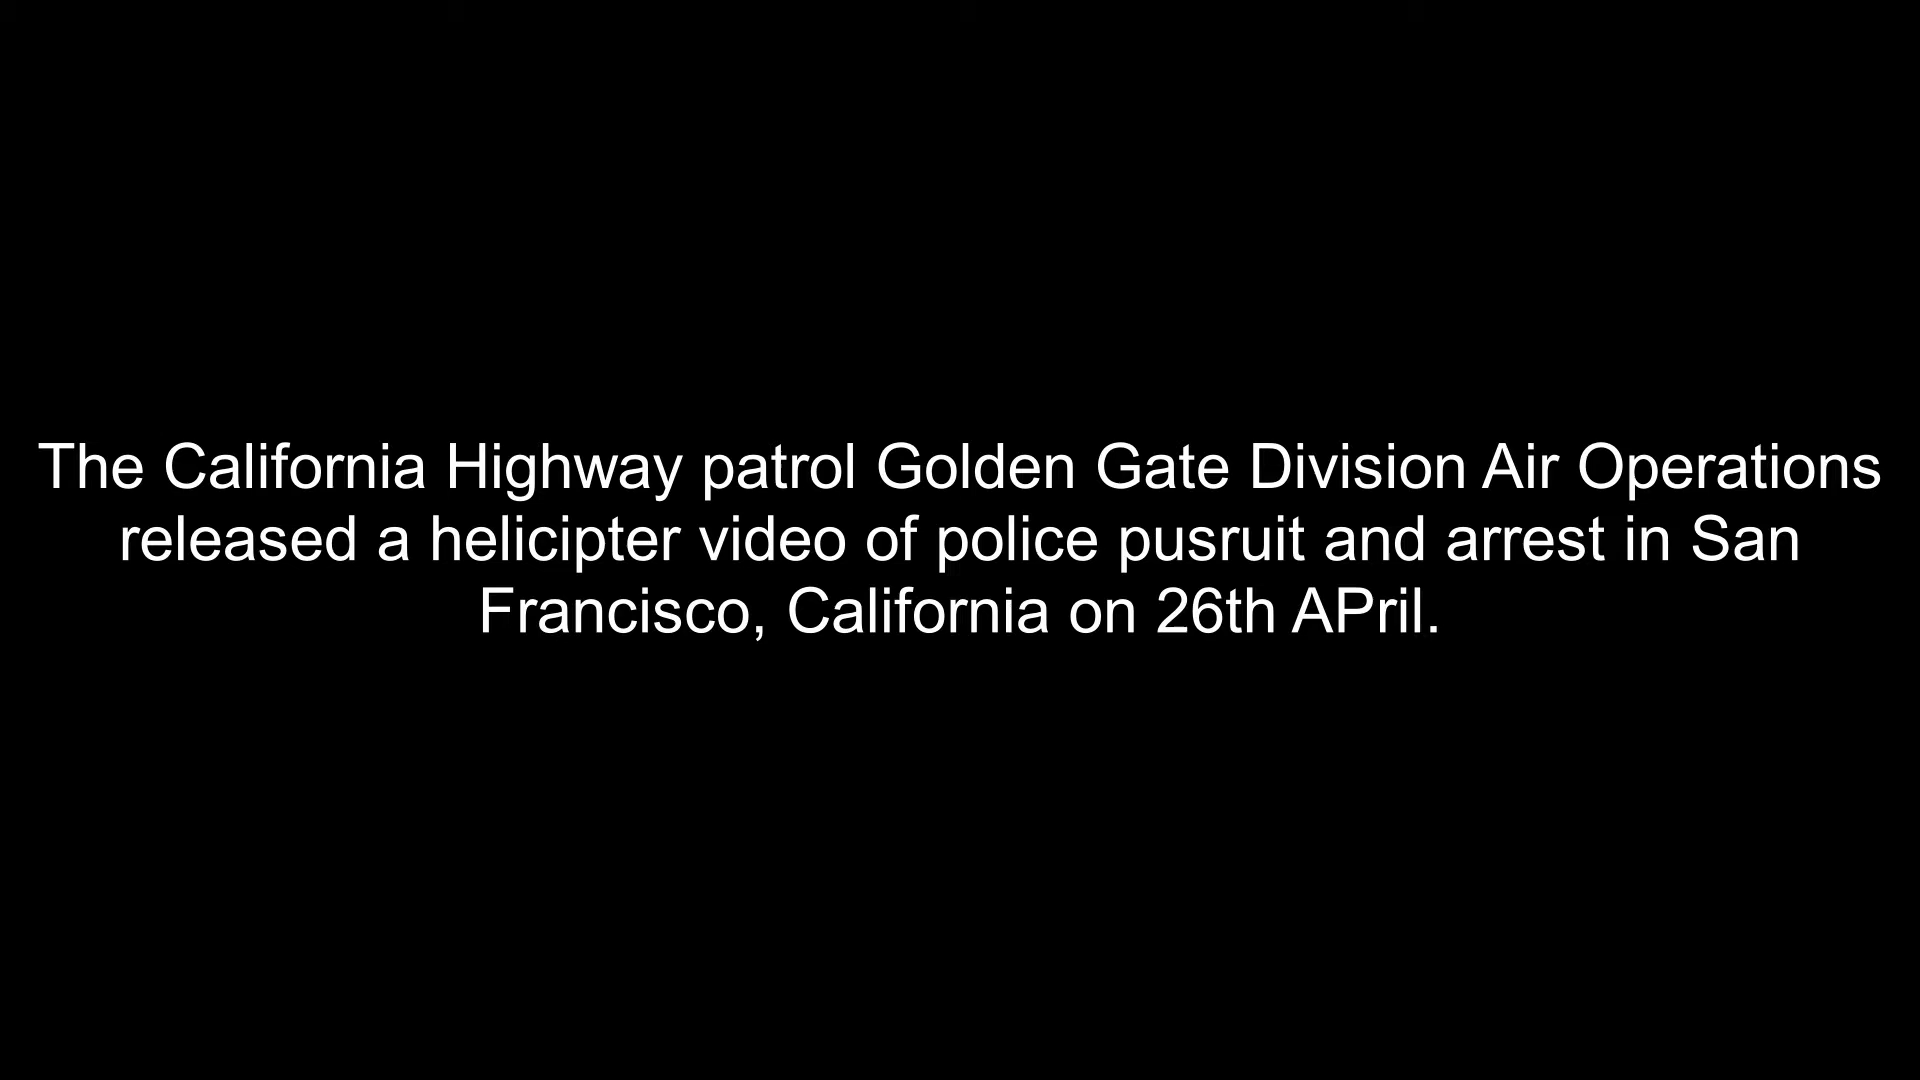 The California Highway patrol Golden Gate Division Air Operations
released a helicipter video of police pusruit and arrest in San
Francisco, California on 26th APril.